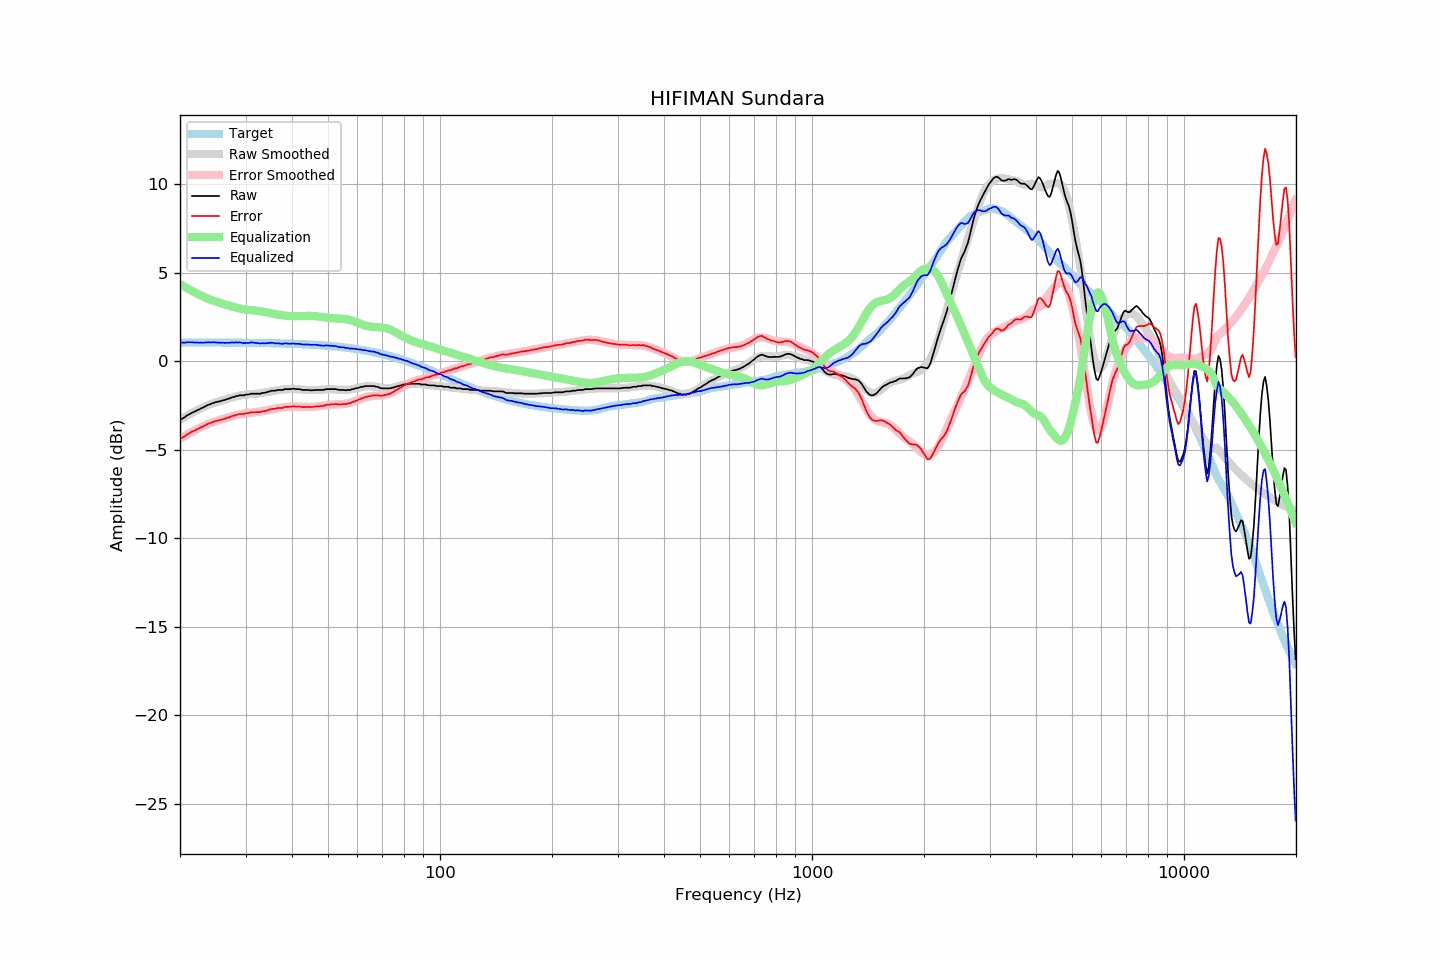 HIFIMAN Sundara
Target
Raw Smoothed
Error Smoothed
Raw
Error
Equalization
Equalized
10
5
0
−5
−10
−15
−20
−25
Amplitude (dBr)
100
1000
10000
Frequency (Hz)